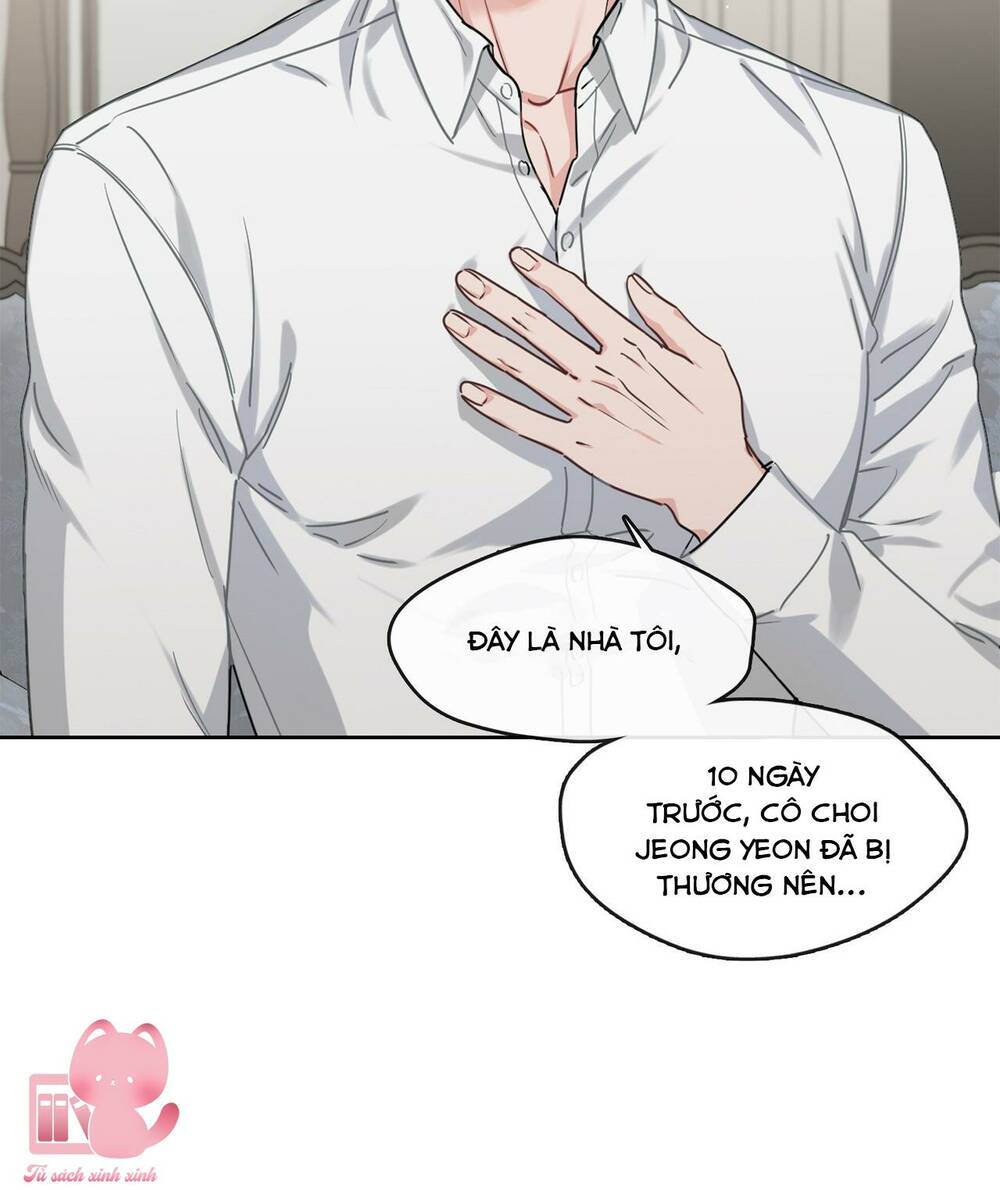 ĐÂY LÀ NHÀ TÔI,
10 NGÀY
TRƯỚC, CÔ CHOI
JEONG YEON ĐÃ BỊ
THƯƠNG NÊN...
Tủ sách xinh xinh